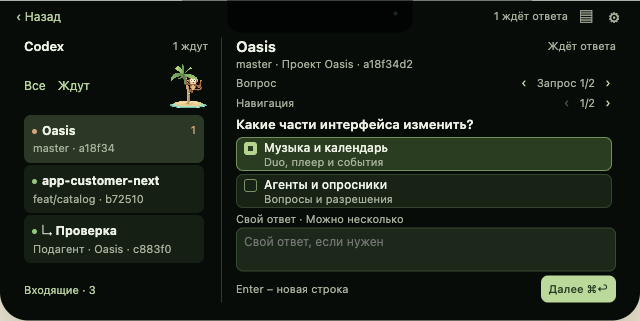 ‹ Назад
1 ждёт ответа
Codex
1 ждут
Все Ждут
Oasis 1
master · a18f34
app-customer-next
feat/catalog · b72510
Проверка
Подагент · Oasis · c883f0
Входящие · 3
Oasis
Ждёт ответа
master · Проект Oasis · a18f34d2
Вопрос
‹ Запрос 1/2 ›
Навигация
‹ 1/2 ›
Какие части интерфейса изменить?
Музыка и календарь
Duo, плеер и события
Агенты и опросники
Вопросы и разрешения
Свой ответ · Можно несколько
Свой ответ, если нужен
Enter – новая строка
Далее ⌘↩